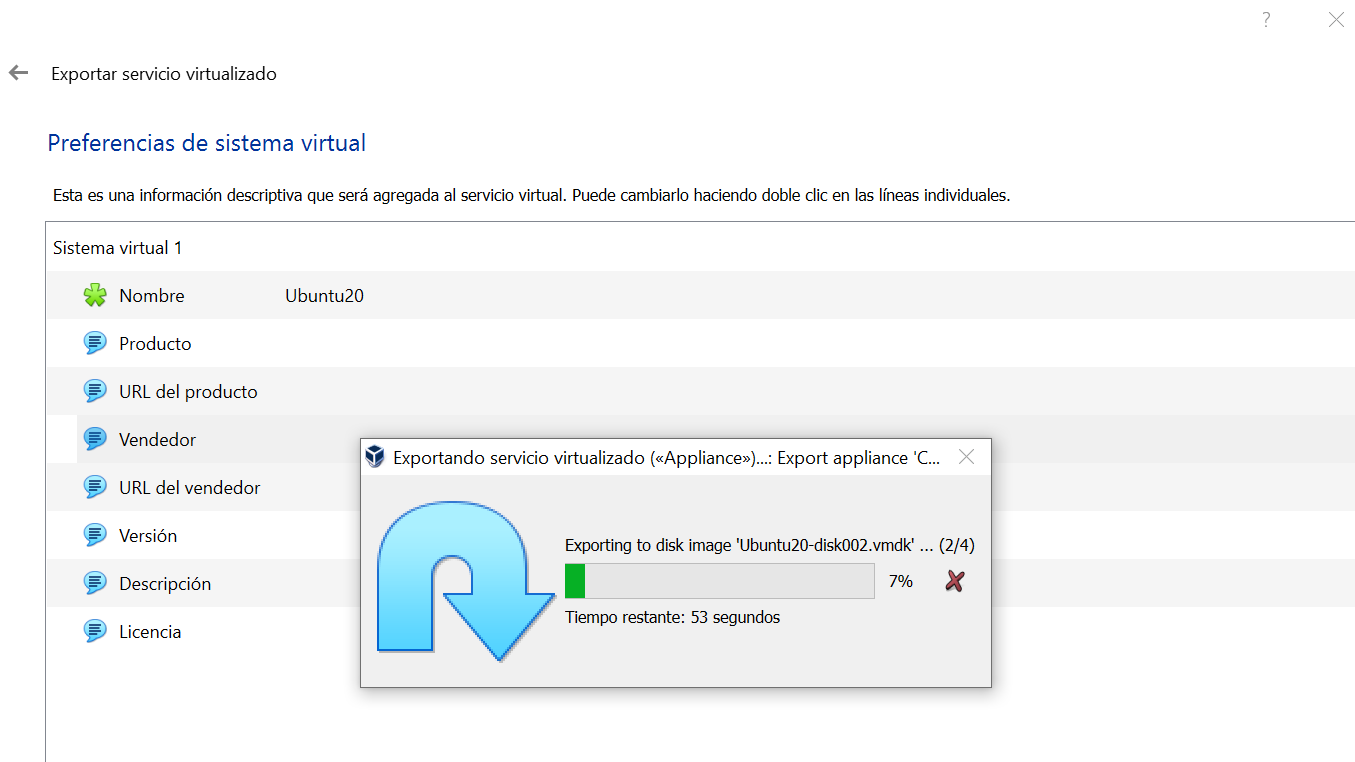 ?
Exportar servicio virtualizado
Preferencias de sistema virtual
Esta es una información descriptiva que será agregada al servicio virtual. Puede cambiarlo haciendo doble clic en las líneas individuales.
Sistema virtual 1
Nombre Ubuntu20
Producto
URL del producto
Vendedor
URL del vendedor
Versión
Descripción
Licencia
Exportando servicio virtualizado («Appliance»)...: Export appliance 'C...
Exporting to disk image 'Ubuntu20-disk002.vmdk' ... (2/4)
7%
Tiempo restante: 53 segundos